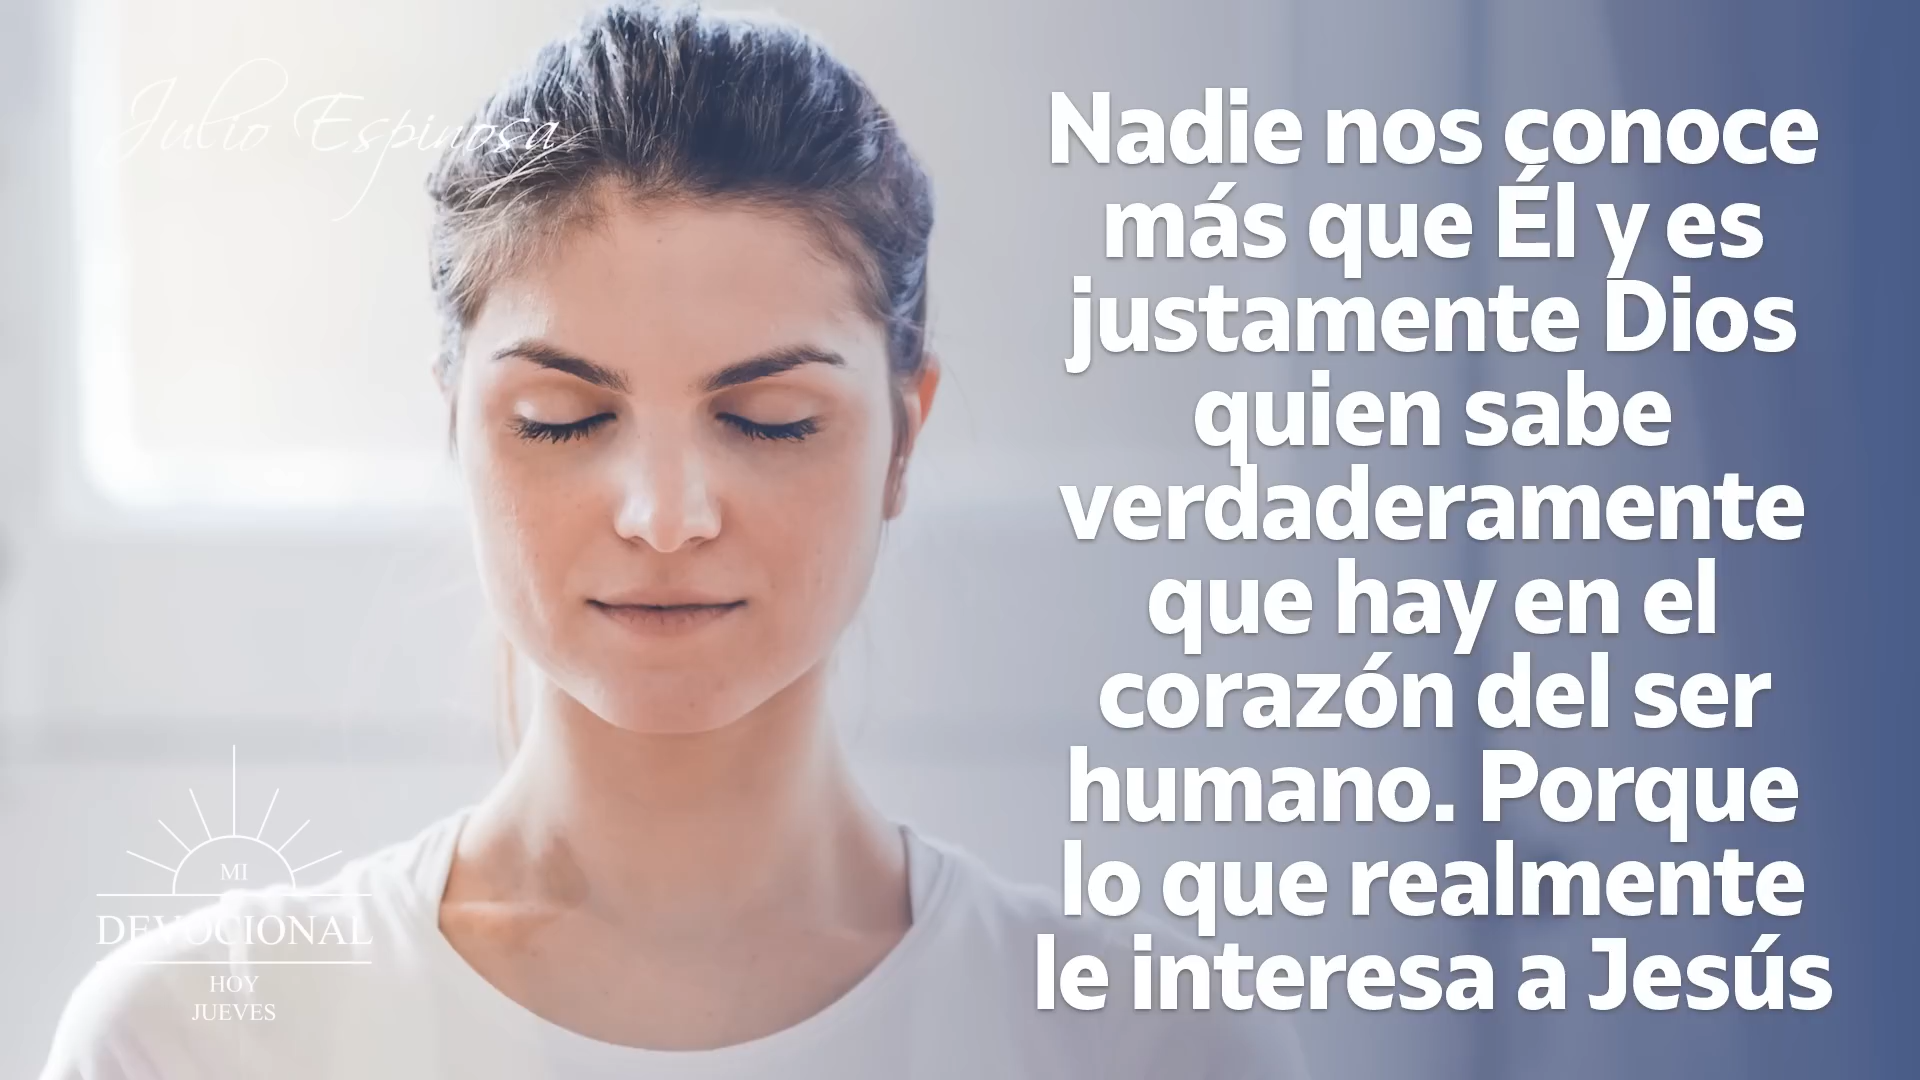 Julio Espinosa
Nadie nos conoce
más que Él y es
justamente Dios
quien sabe
verdaderamente
que hay en el
corazón del ser
humano. Porque
lo que realmente
le interesa a Jesús
MI
DEVOCIONAL
HOY
JUEVES